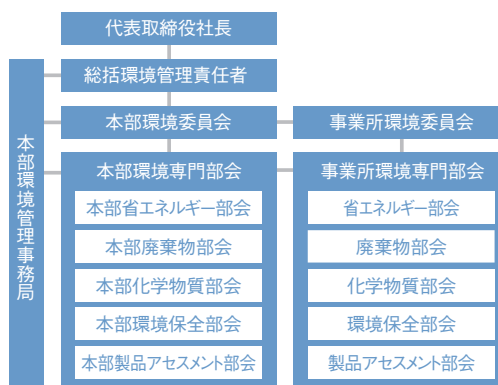 代表取締役社長
総括環境管理責任者
本部環境管理事務局
本部環境委員会
事業所環境委員会
本部環境専門部会
本部省エネルギー部会
本部廃棄物部会
本部化学物質部会
本部環境保全部会
本部製品アセスメント部会
事業所環境専門部会
省エネルギー部会
廃棄物部会
化学物質部会
環境保全部会
製品アセスメント部会